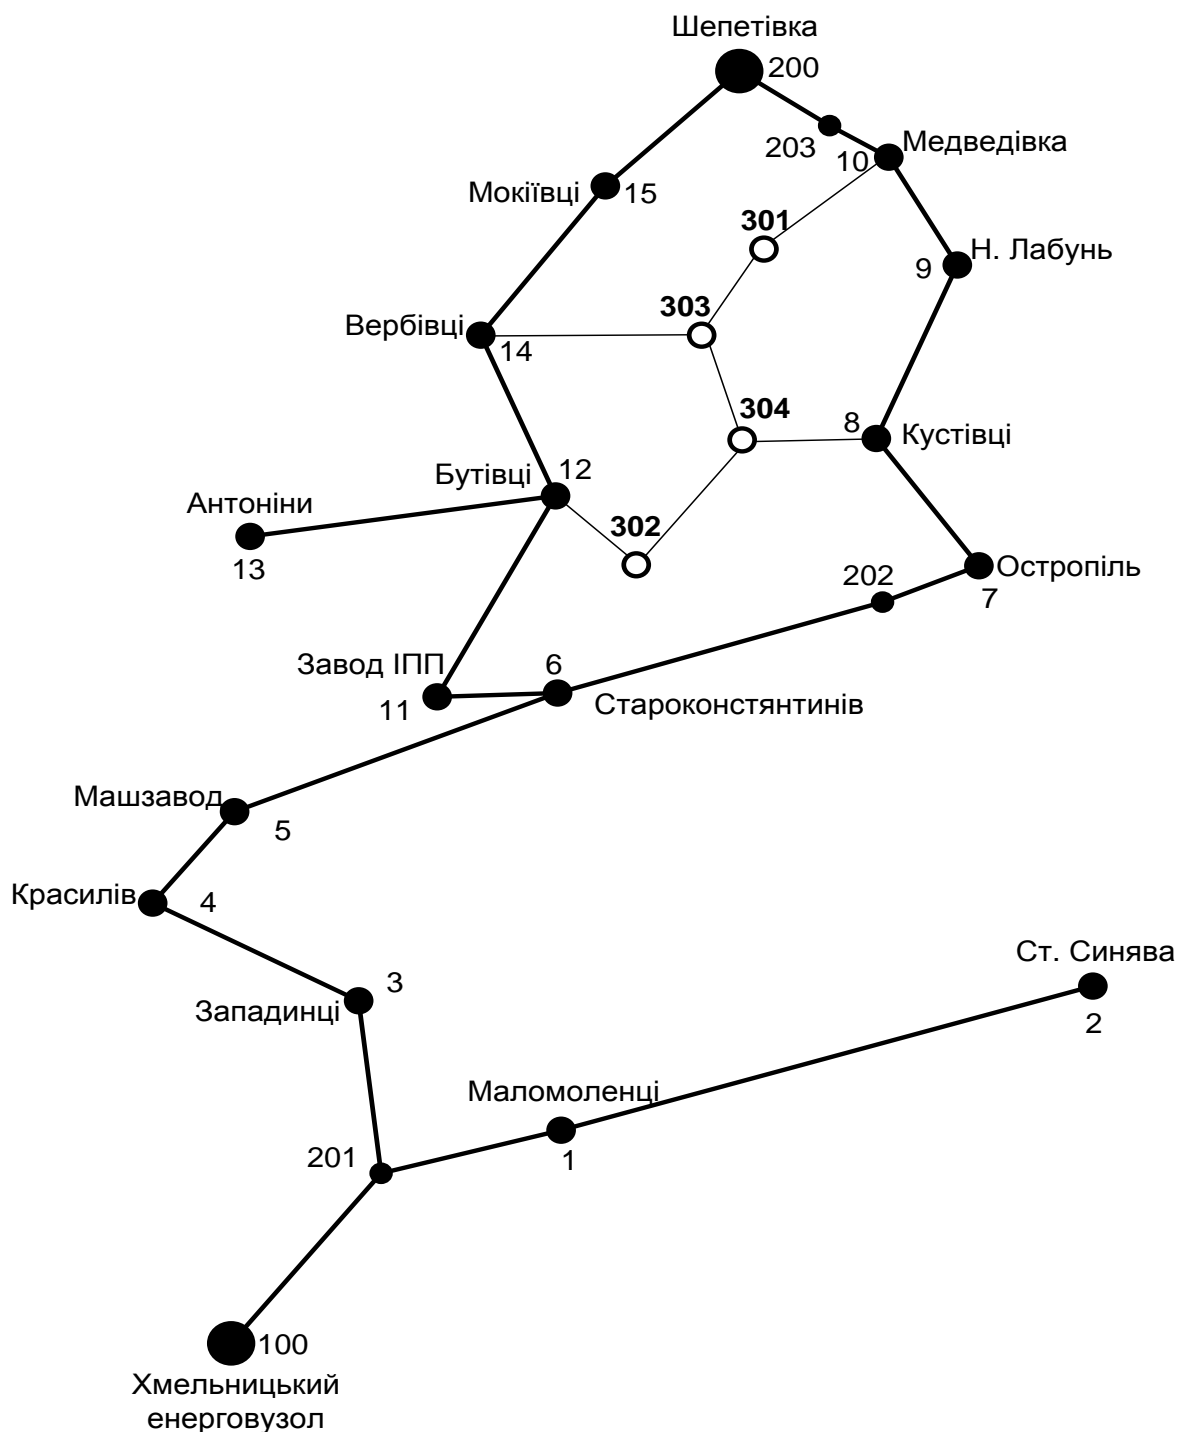 Шепетівка
200
203
10
Медведівка
Мокіївці
15
301
9
Н. Лабунь
303
Вербівці
14
304
8
Кустівці
Бутівці
12
Антоніни
13
302
202
Остропіль
7
Завод ІПП
11
6
Староконстянтинів
Машзавод
5
Красилів
4
3
Западинці
Ст. Синява
2
Маломоленці
1
201
100
Хмельницький
енерговузол